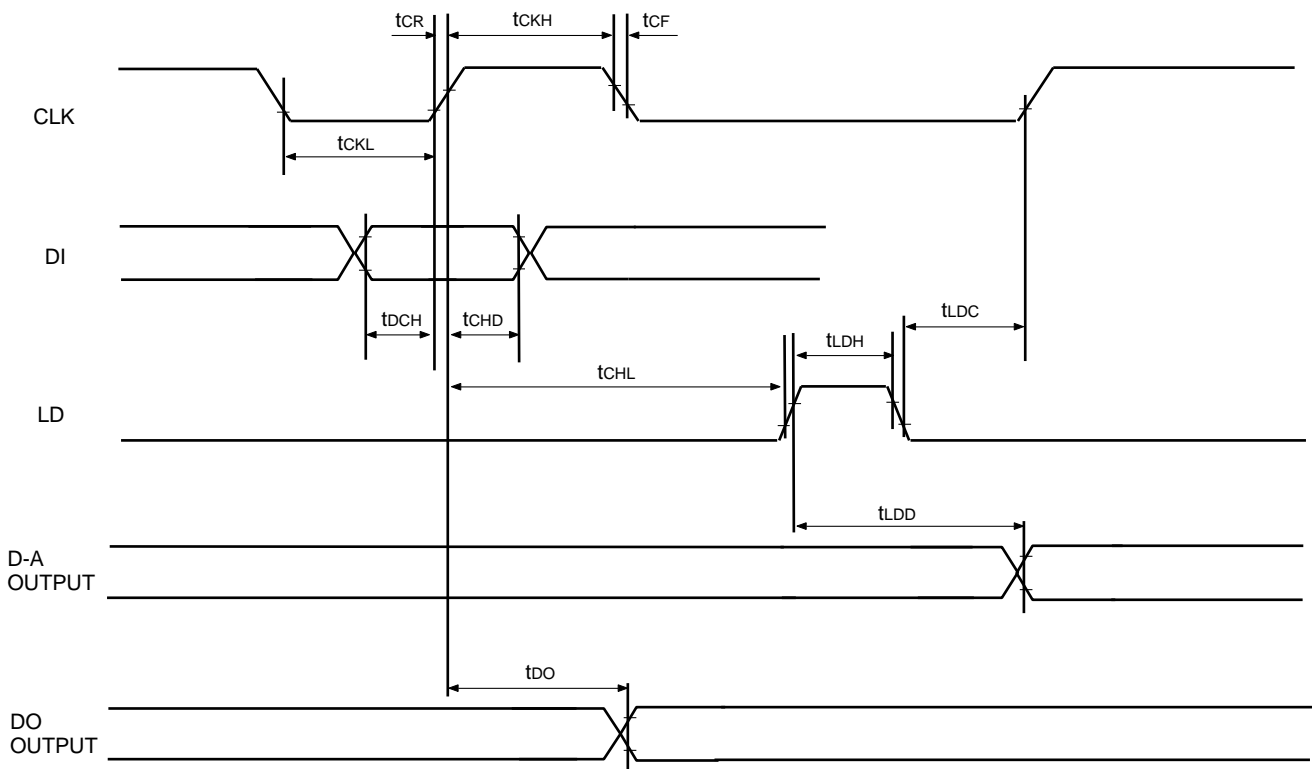 tCR
tCKH
tCF
CLK
tCKL
DI
tDCH
tCHD
tLDC
tLDH
tCHL
LD
tLDD
D-A
OUTPUT
tDO
DO
OUTPUT